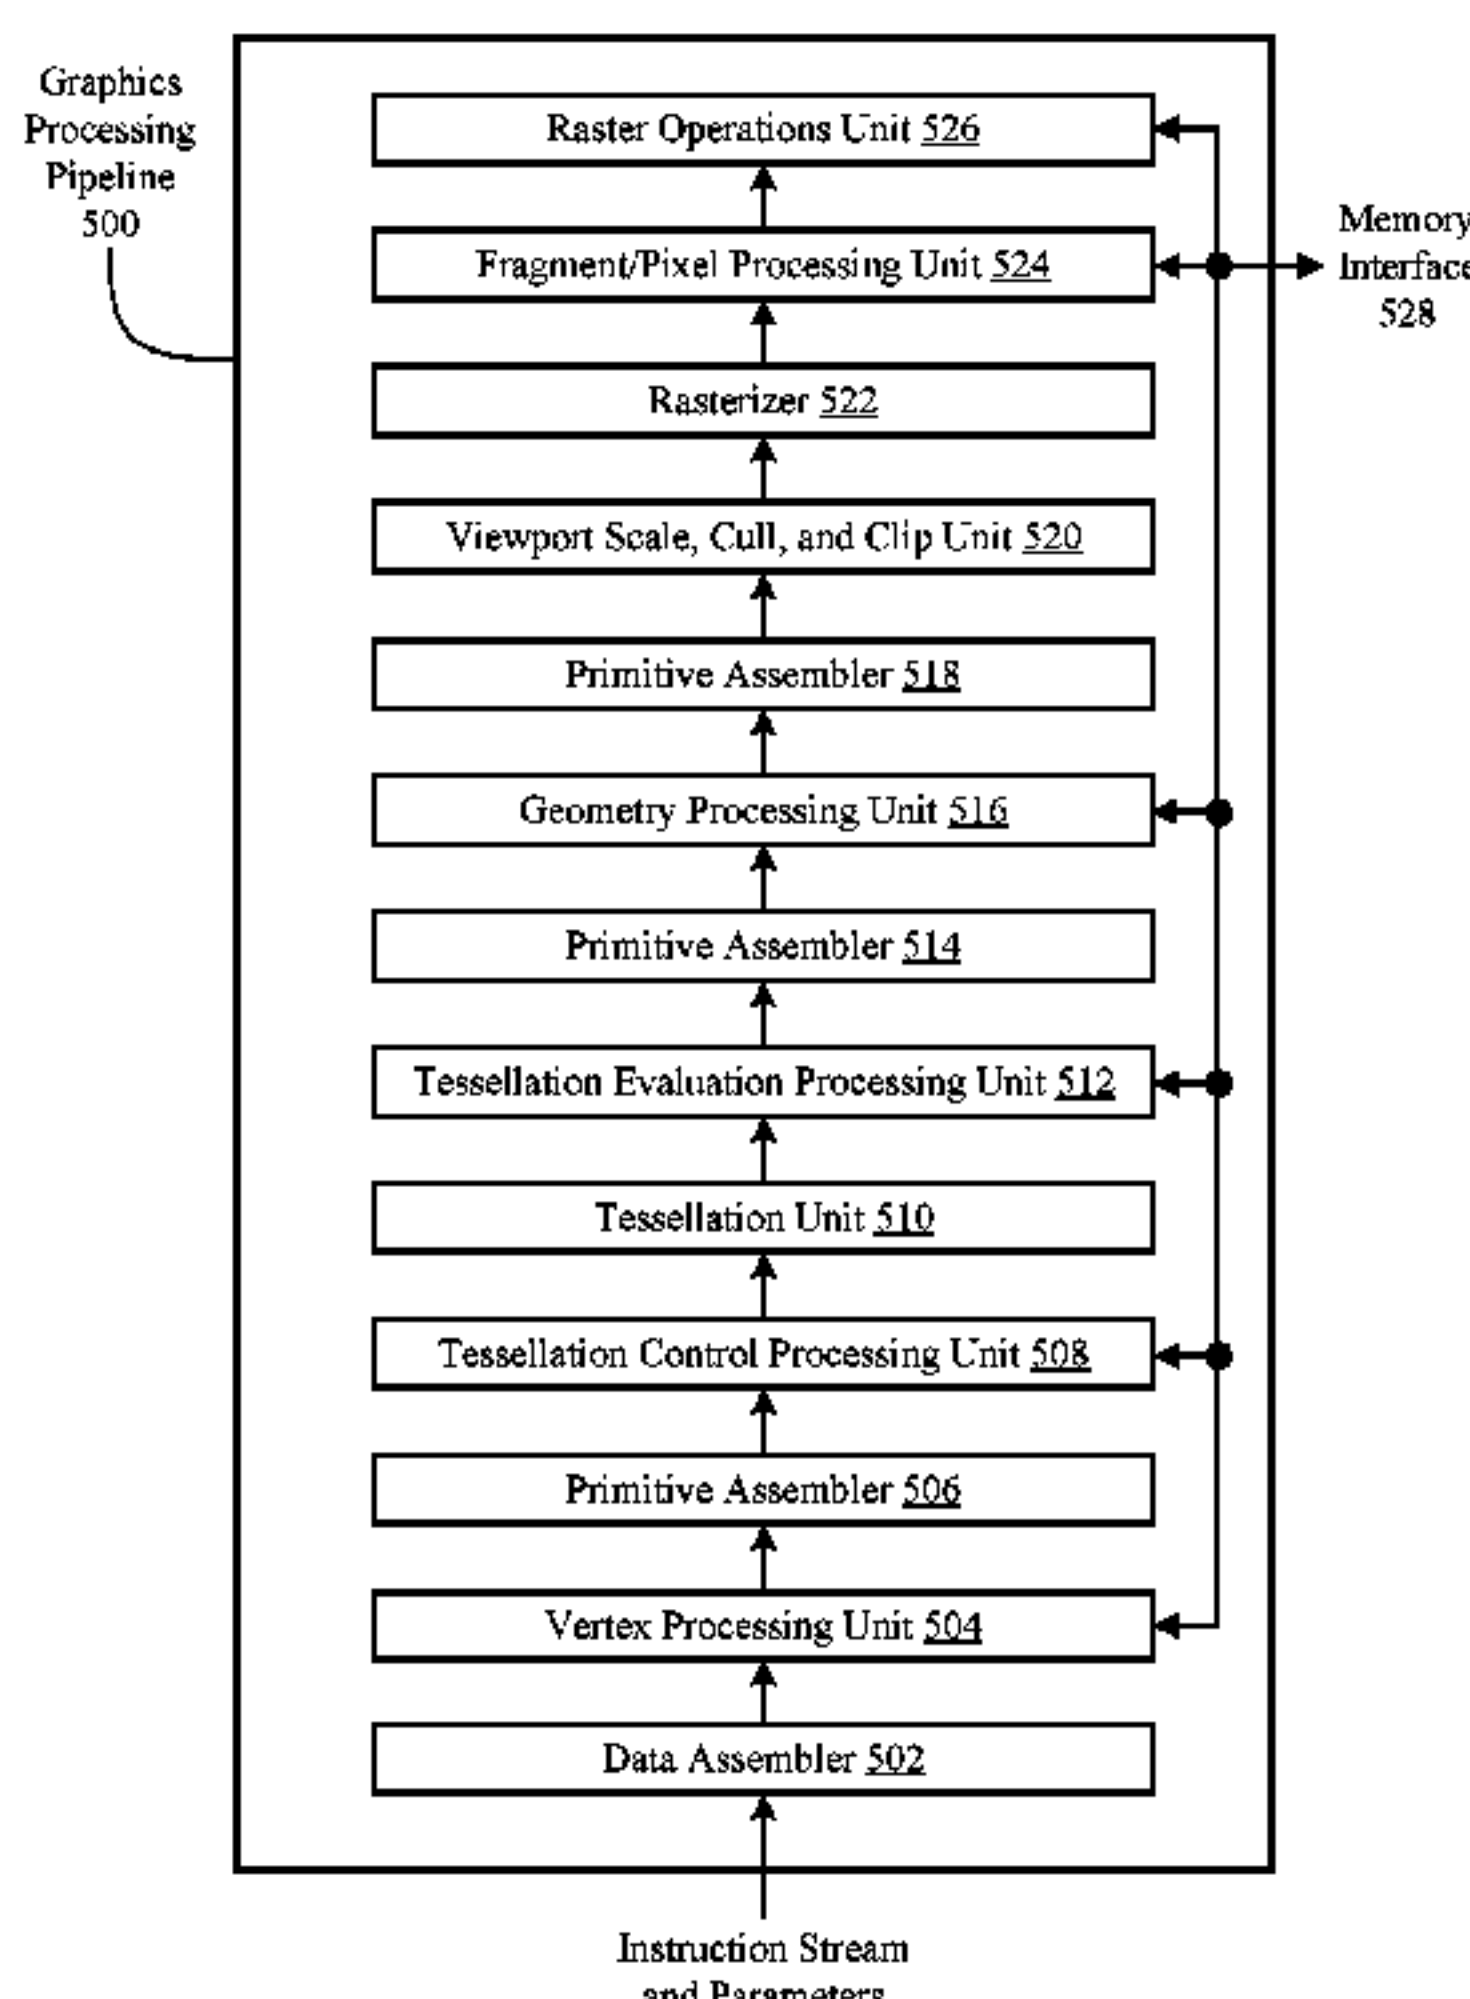 Graphics
Processing
Pipeline
500
Raster Operations Unit 526
Fragment/Pixel Processing Unit 524
Memory
Interface
528
Rasterizer 522
Viewport Scale, Cull, and Clip Unit 520
Primitive Assembler 518
Geometry Processing Unit 516
Primitive Assembler 514
Tessellation Evaluation Processing Unit 512
Tessellation Unit 510
Tessellation Control Processing Unit 508
Primitive Assembler 506
Vertex Processing Unit 504
Data Assembler 502
Instruction Stream
and Parameters